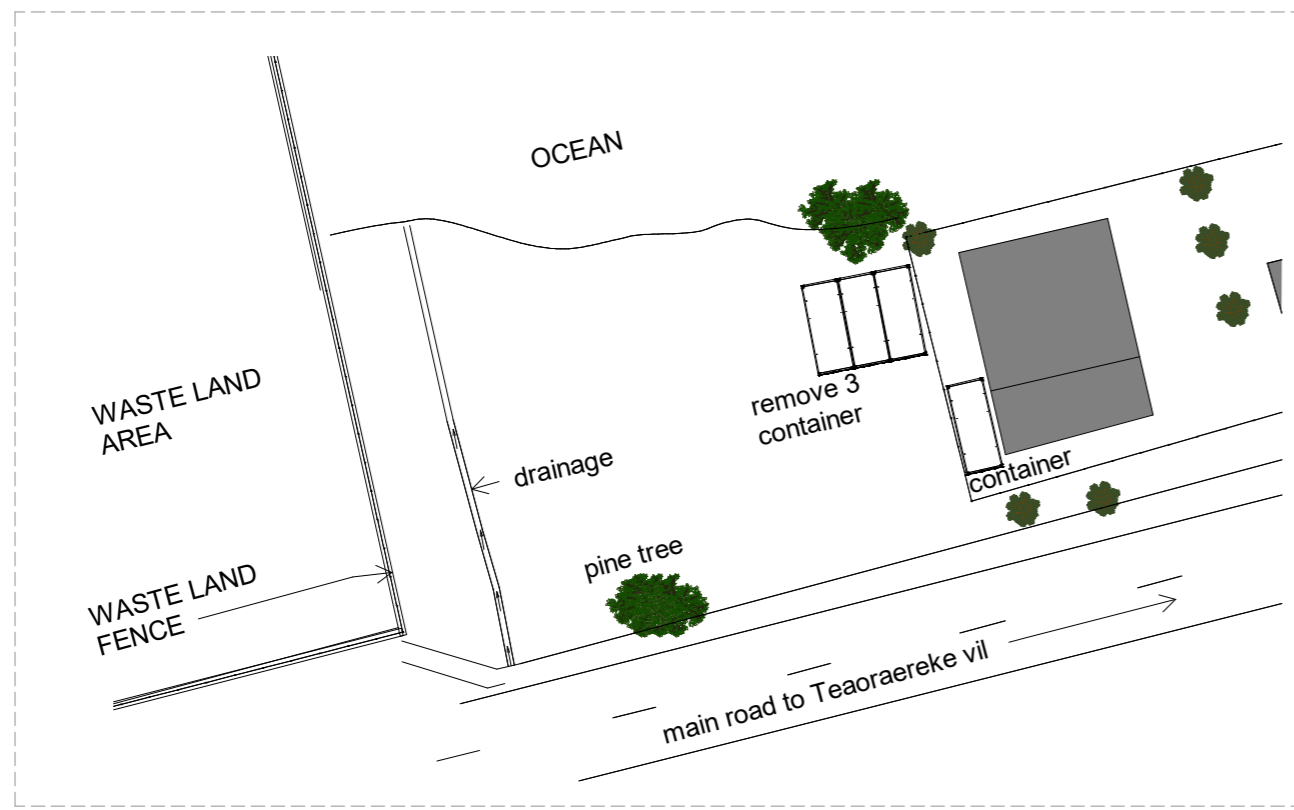 OCEAN
WASTE LAND
AREA
remove 3
container
drainage
container
pine tree
WASTE LAND
FENCE
main road to Teaoraereke vil